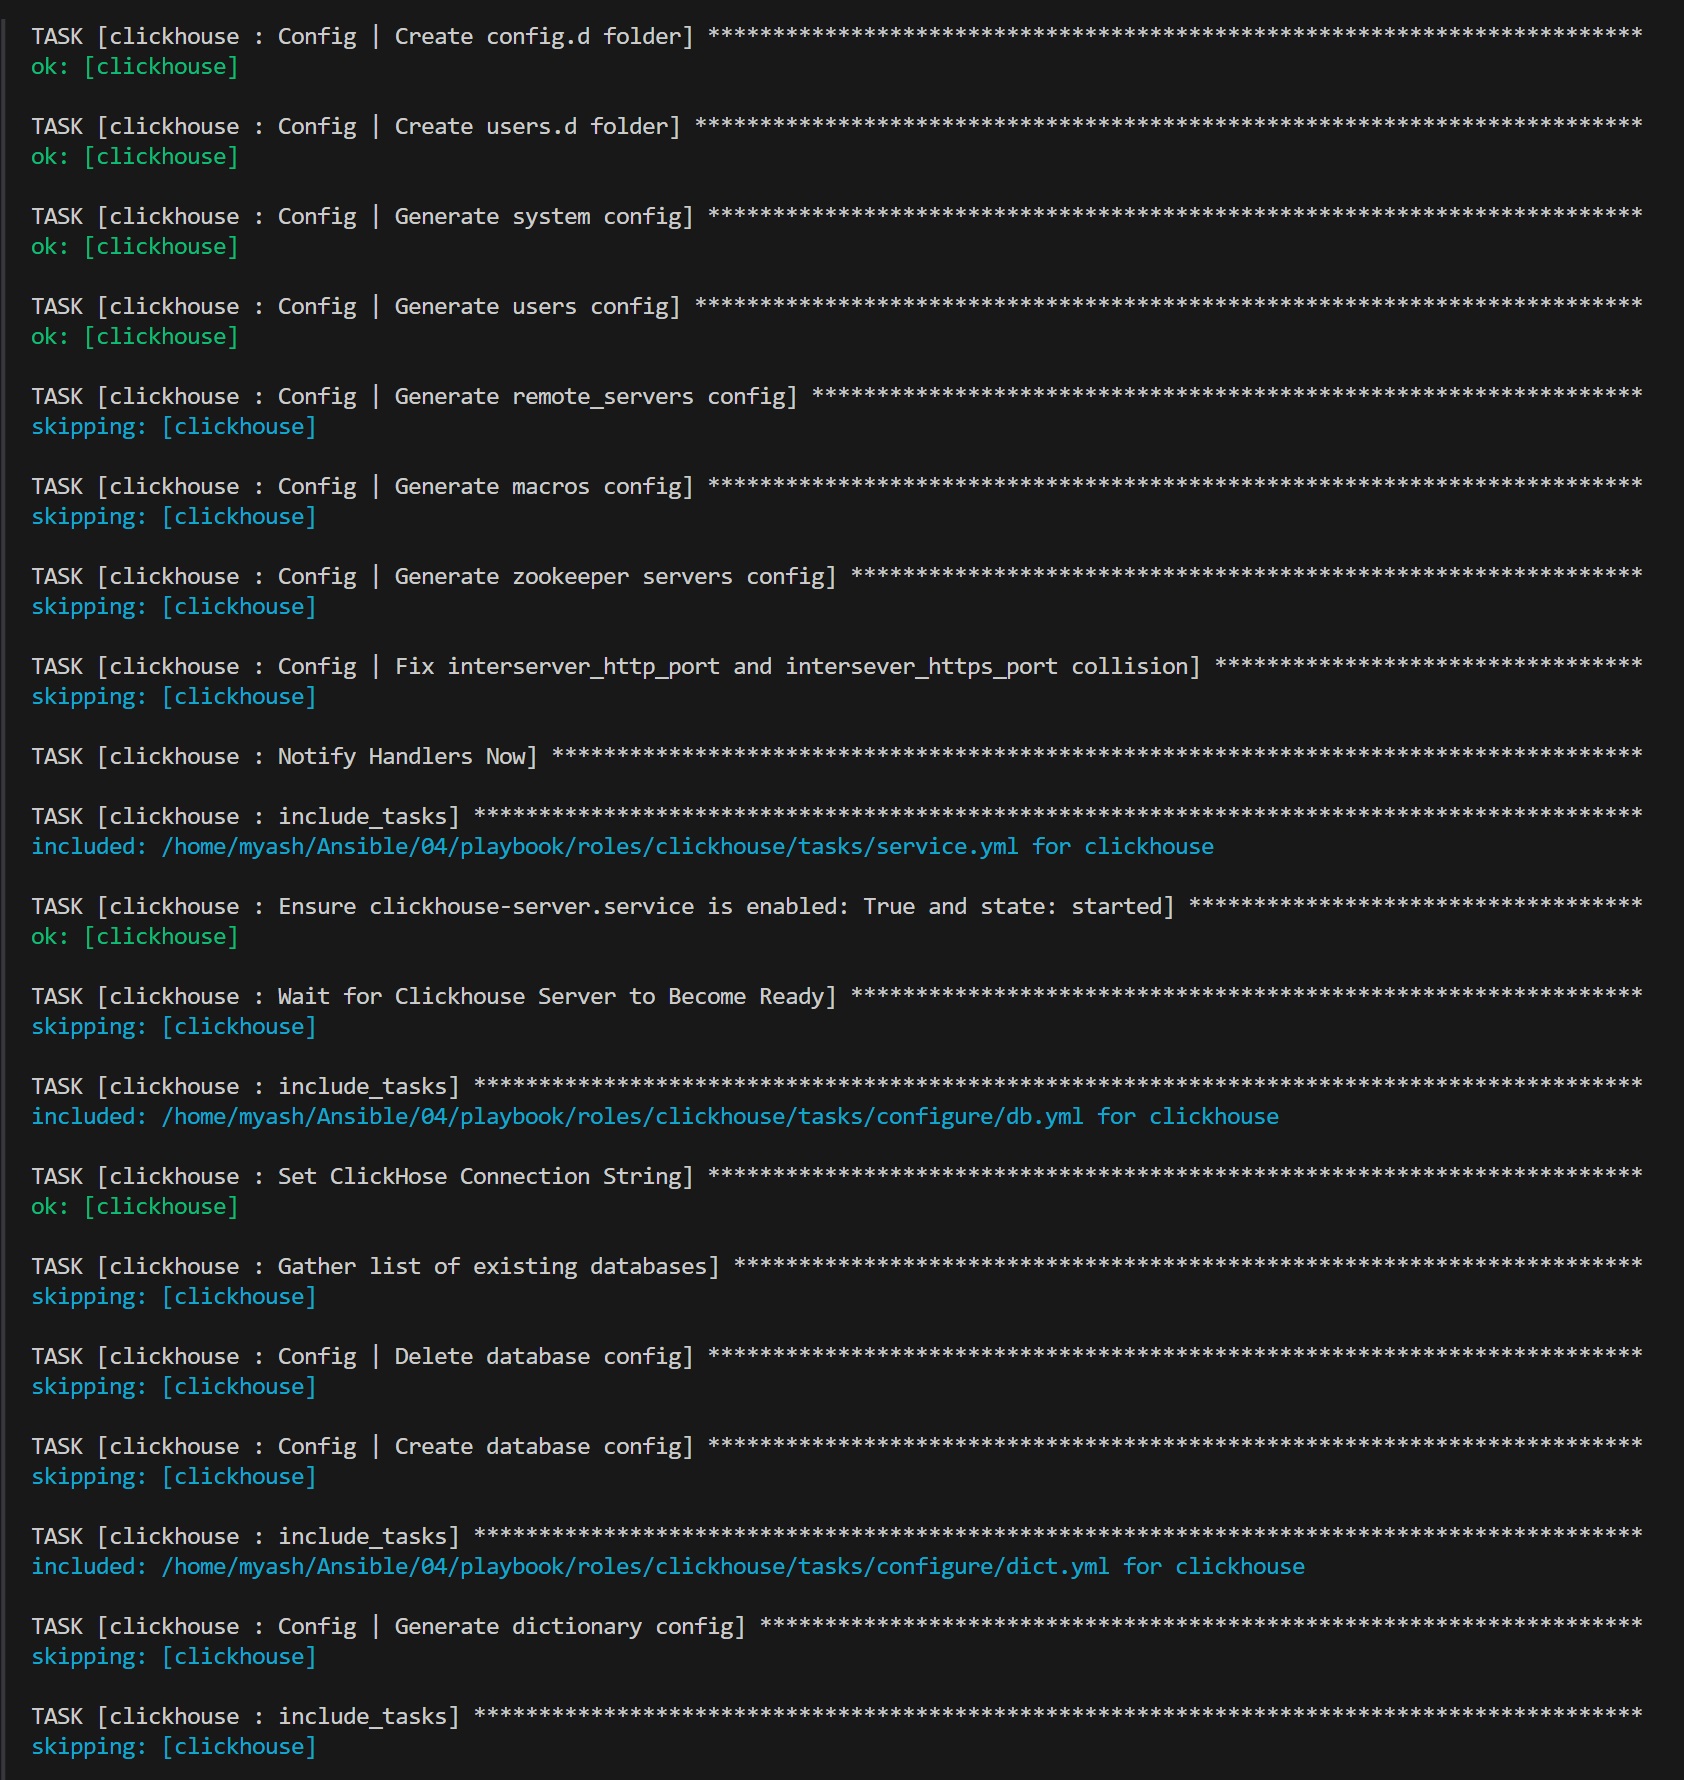 TASK [clickhouse : Config | Create config.d folder] ************************************************************************
ok: [clickhouse]
TASK [clickhouse : Config | Create users.d folder] *************************************************************************
ok: [clickhouse]
TASK [clickhouse : Config | Generate system config] ************************************************************************
ok: [clickhouse]
TASK [clickhouse : Config | Generate users config] *************************************************************************
ok: [clickhouse]
TASK [clickhouse : Config | Generate remote_servers config] ****************************************************************
skipping: [clickhouse]
TASK [clickhouse : Config | Generate macros config] ************************************************************************
skipping: [clickhouse]
TASK [clickhouse : Config | Generate zookeeper servers config] *************************************************************
skipping: [clickhouse]
TASK [clickhouse : Config | Fix interserver_http_port and intersever_https_port collision] *********************************
skipping: [clickhouse]
TASK [clickhouse : Notify Handlers Now] ************************************************************************************
TASK [clickhouse : include_tasks] ******************************************************************************************
included: /home/myash/Ansible/04/playbook/roles/clickhouse/tasks/service.yml for clickhouse
TASK [clickhouse : Ensure clickhouse-server.service is enabled: True and state: started] ***********************************
ok: [clickhouse]
TASK [clickhouse : Wait for Clickhouse Server to Become Ready] *************************************************************
skipping: [clickhouse]
TASK [clickhouse : include_tasks] ******************************************************************************************
included: /home/myash/Ansible/04/playbook/roles/clickhouse/tasks/configure/db.yml for clickhouse
TASK [clickhouse : Set ClickHose Connection String] ************************************************************************
ok: [clickhouse]
TASK [clickhouse : Gather list of existing databases] **********************************************************************
skipping: [clickhouse]
TASK [clickhouse : Config | Delete database config] ************************************************************************
skipping: [clickhouse]
TASK [clickhouse : Config | Create database config] ************************************************************************
skipping: [clickhouse]
TASK [clickhouse : include_tasks] ******************************************************************************************
included: /home/myash/Ansible/04/playbook/roles/clickhouse/tasks/configure/dict.yml for clickhouse
TASK [clickhouse : Config | Generate dictionary config] ********************************************************************
skipping: [clickhouse]
TASK [clickhouse : include_tasks] ******************************************************************************************
skipping: [clickhouse]